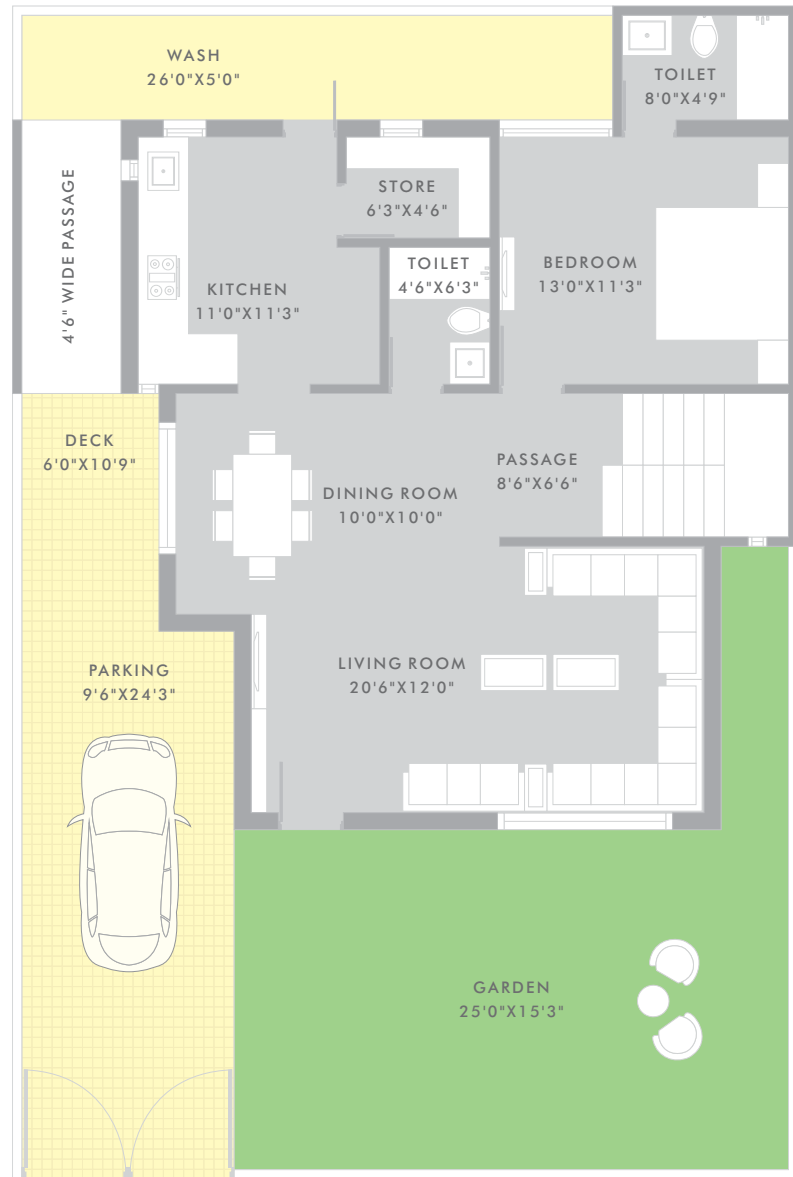 WASH
26'0"X5'0"
TOILET
8'0"X4'9"
4'6" WIDE PASSAGE
STORE
6'3"X4'6"
TOILET
4'6"X6'3"
BEDROOM
13'0"X11'3"
KITCHEN
11'0"X11'3"
DECK
6'0"X10'9"
PASSAGE
8'6"X6'6"
DINING ROOM
10'0"X10'0"
PARKING
9'6"X24'3"
LIVING ROOM
20'6"X12'0"
GARDEN
25'0"X15'3"